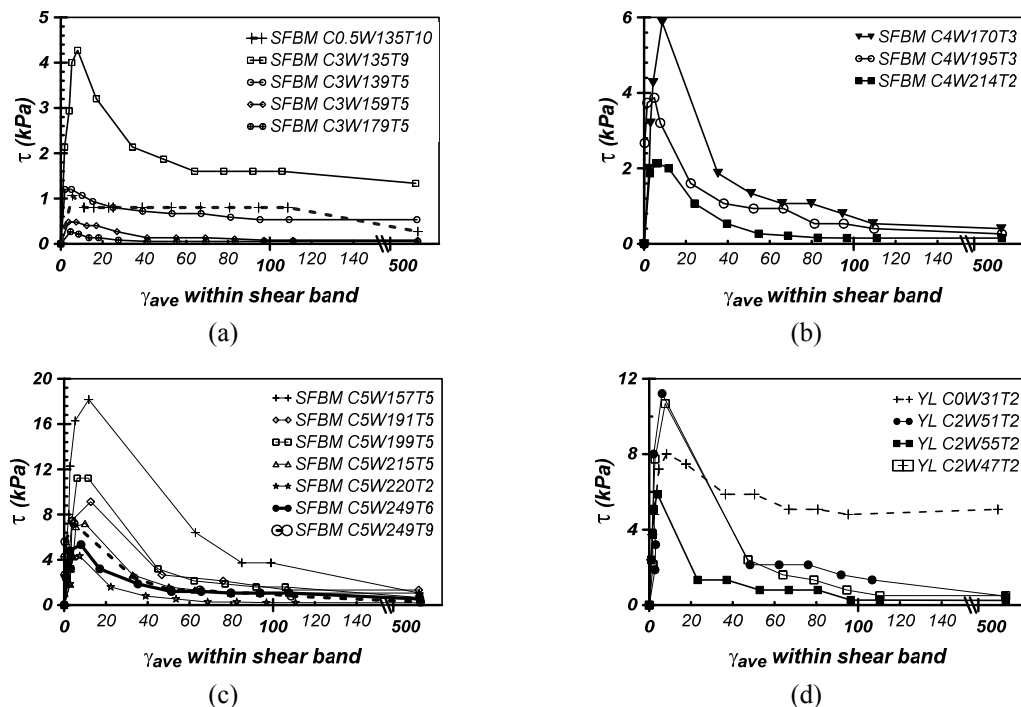 5
4
3
2
1
0
τ (kPa)
SFBM C0.5W135T10
SFBM C3W135T9
SFBM C3W139T5
SFBM C3W159T5
SFBM C3W179T5
0 20 40 60 80 100 120 140 500
γave within shear band
(a)
6
4
2
0
τ (kPa)
SFBM C4W170T3
SFBM C4W195T3
SFBM C4W214T2
0 20 40 60 80 100 120 140 500
γave within shear band
(b)
20
16
12
8
4
0
τ (kPa)
SFBM C5W157T5
SFBM C5W191T5
SFBM C5W199T5
SFBM C5W215T5
SFBM C5W220T2
SFBM C5W249T6
SFBM C5W249T9
0 20 40 60 80 100 120 140 500
γave within shear band
(c)
12
8
4
0
τ (kPa)
YL C0W31T2
YL C2W51T2
YL C2W55T2
YL C2W47T2
0 20 40 60 80 100 120 140 500
γave within shear band
(d)